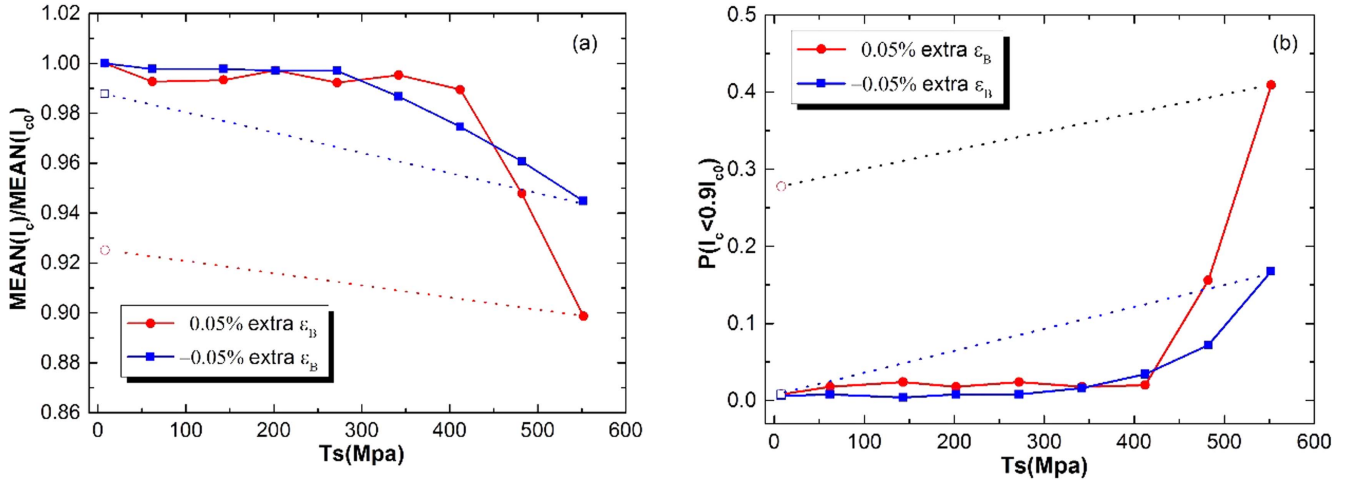 (a)
MEAN(Ic)/MEAN(Ic0)
1.00
0.98
0.96
0.94
0.92
0.90
0.88
0.86
0.05% extra εB
−0.05% extra εB
0 100 200 300 400 500 600
Ts(Mpa)
(b)
P(Ic<0.9Ic0)
0.5
0.4
0.3
0.2
0.1
0.0
0.05% extra εB
−0.05% extra εB
0 100 200 300 400 500 600
Ts(Mpa)